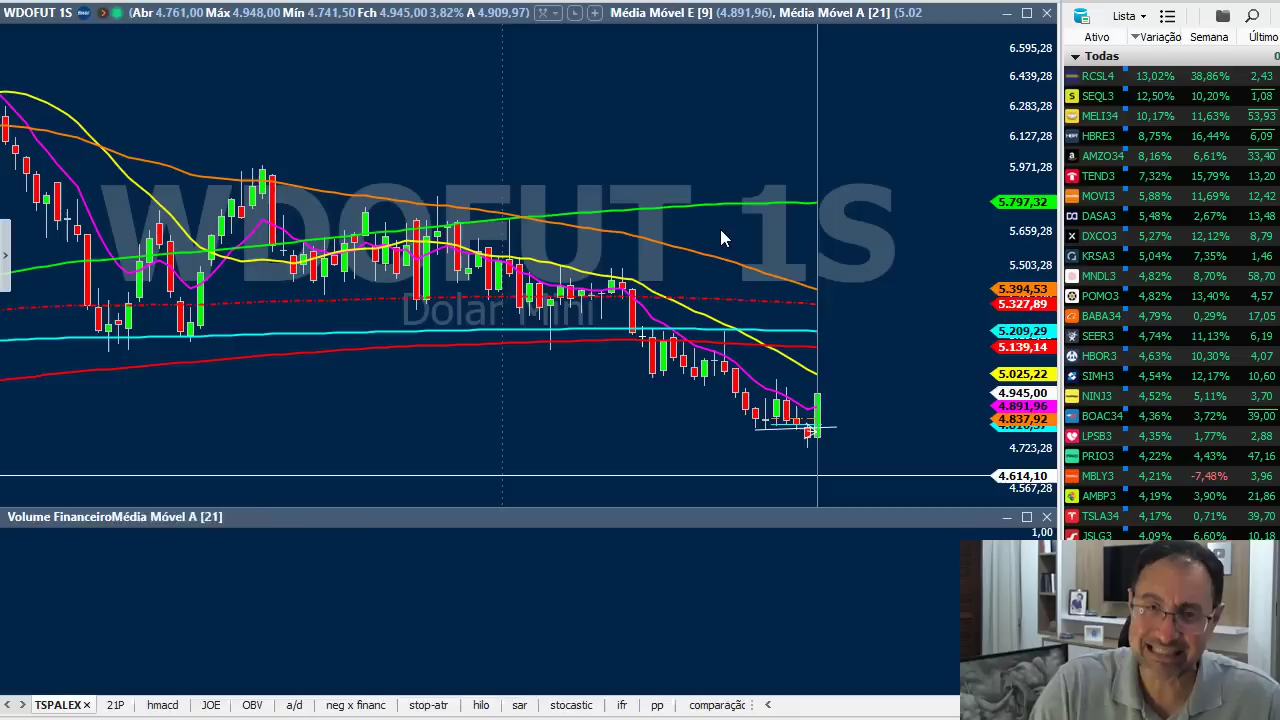 WDOFUT 1S (Abr 4.761,00 Máx 4.948,00 Mín 4.741,50 Fch 4.945,00 3,82% A 4.909,97) Média Móvel E [9] (4.891,96), Média Móvel A [21] (5.02
Lista
Ativo Variação Semana Último
Todas 0
RCSL4 13,02% 38,86% 2,43
SEQL3 12,50% 10,20% 1,08
MELI34 10,17% 11,63% 53,93
HBRE3 8,75% 16,44% 6,09
AMZO34 8,16% 6,61% 33,40
TEND3 7,32% 15,79% 13,20
MOVI3 5,88% 11,69% 12,42
DASA3 5,48% 2,67% 13,48
DXCO3 5,27% 12,12% 8,79
KRSA3 5,04% 7,35% 1,46
MNDL3 4,82% 8,70% 58,70
POMO3 4,82% 13,40% 4,57
BABA34 4,79% 0,29% 17,05
SEER3 4,74% 11,13% 6,19
HBOR3 4,63% 10,30% 4,07
SIMH3 4,54% 12,17% 10,60
NINJ3 4,52% 5,11% 3,70
BOAC34 4,36% 3,72% 39,00
LPSB3 4,35% 1,77% 2,88
PRIO3 4,22% 4,43% 47,16
MBLY3 4,21% -7,48% 3,96
AMBP3 4,19% 3,90% 21,86
TSLA34 4,17% 0,71% 39,70
JSLG3 4,09% 6,60% 10,18
WDOFUT 1S
Dolar Mini
6.595,28
6.439,28
6.283,28
6.127,28
5.971,28
5.797,32
5.659,28
5.503,28
5.394,53
5.327,89
5.209,29
5.139,14
5.025,22
4.945,00
4.891,96
4.837,92
4.723,28
4.614,10
4.567,28
Volume FinanceiroMédia Móvel A [21]
1,00
TSPALEX 21P hmacd JOE OBV a/d neg x financ stop-atr hilo sar stocastic ifr pp comparação